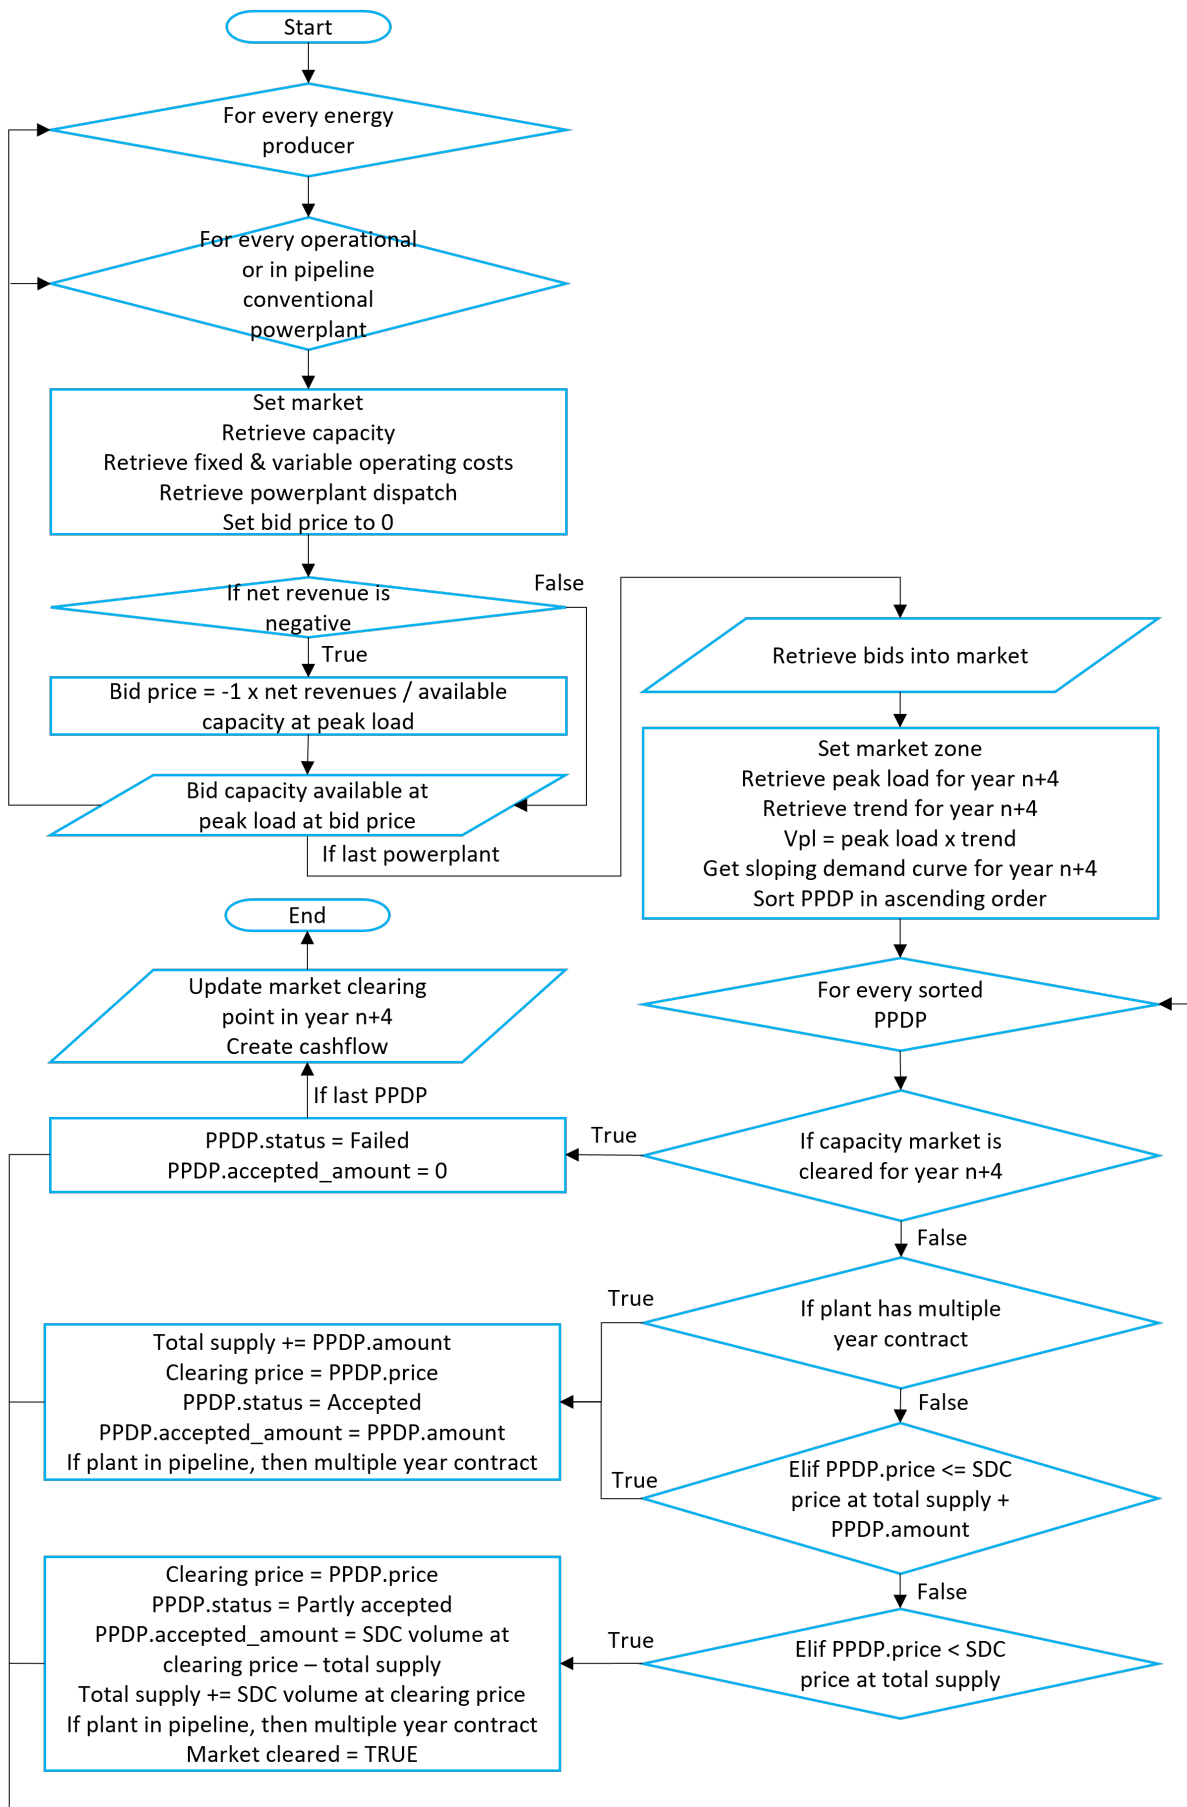 Start
For every energy
producer
For every operational
or in pipeline
conventional
powerplant
Set market
Retrieve capacity
Retrieve fixed & variable operating costs
Retrieve powerplant dispatch
Set bid price to 0
If net revenue is
negative
False
True
Bid price = -1 x net revenues / available
capacity at peak load
Bid capacity available at
peak load at bid price
If last powerplant
Retrieve bids into market
Set market zone
Retrieve peak load for year n+4
Retrieve trend for year n+4
Vpl = peak load x trend
Get sloping demand curve for year n+4
Sort PPDP in ascending order
For every sorted
PPDP
If capacity market is
cleared for year n+4
True
False
PPDP.status = Failed
PPDP.accepted_amount = 0
If last PPDP
Update market clearing
point in year n+4
Create cashflow
End
If plant has multiple
year contract
True
False
Total supply += PPDP.amount
Clearing price = PPDP.price
PPDP.status = Accepted
PPDP.accepted_amount = PPDP.amount
If plant in pipeline, then multiple year contract
Elif PPDP.price <= SDC
price at total supply +
PPDP.amount
True
False
Elif PPDP.price < SDC
price at total supply
True
Clearing price = PPDP.price
PPDP.status = Partly accepted
PPDP.accepted_amount = SDC volume at
clearing price – total supply
Total supply += SDC volume at clearing price
If plant in pipeline, then multiple year contract
Market cleared = TRUE